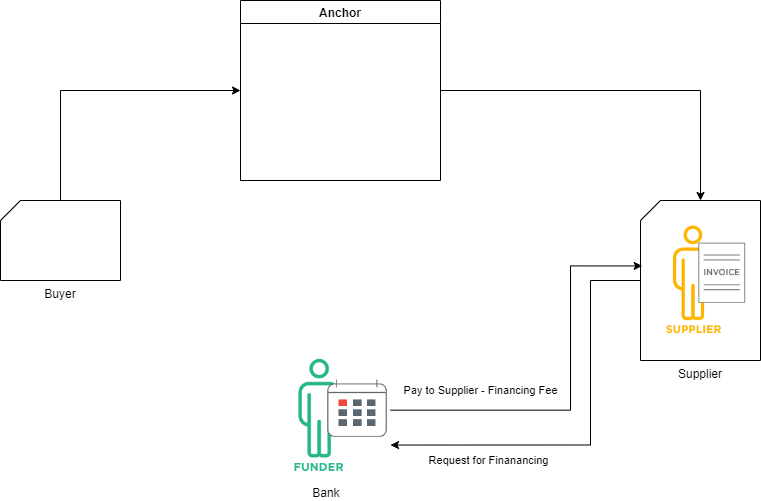 Anchor
Buyer
INVOICE
SUPPLIER
Supplier
Pay to Supplier - Financing Fee
Request for Finanancing
FUNDER
Bank